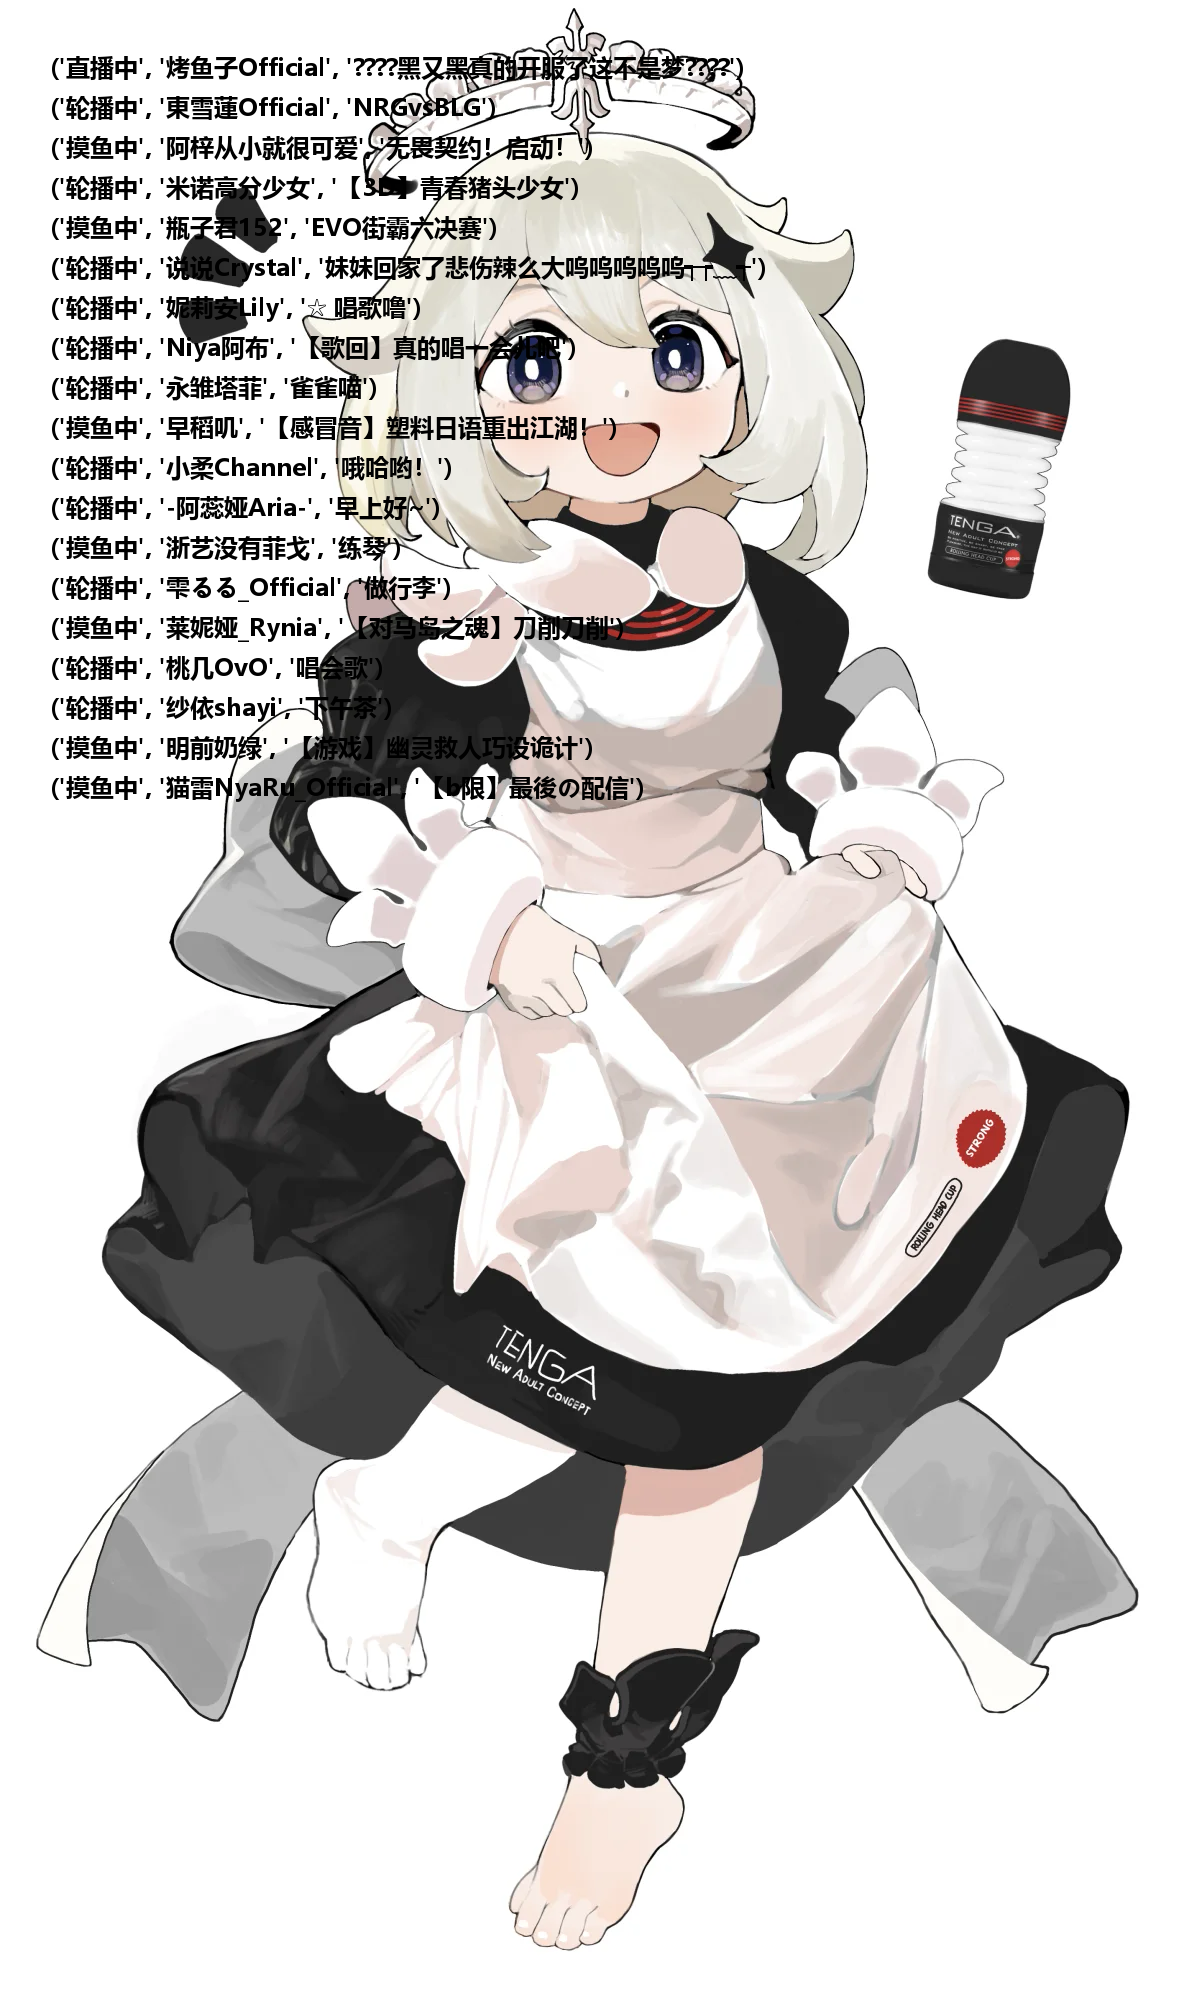 ('直播中', '烤鱼子Official', '????黑又黑真的开服了这不是梦????')
('轮播中', '東雪蓮Official', 'NRGvsBLG')
('摸鱼中', '阿梓从小就很可爱', '无畏契约！启动！')
('轮播中', '米诺高分少女', '【3D】青春猪头少女')
('摸鱼中', '瓶子君152', 'EVO街霸六决赛')
('轮播中', '说说Crystal', '妹妹回家了悲伤辣么大呜呜呜呜呜┭┮﹏┭')
('轮播中', '妮莉安Lily', '☆ 唱歌噜')
('轮播中', 'Niya阿布', '【歌回】真的唱十会儿吧')
('轮播中', '永雏塔菲', '雀雀喵')
('摸鱼中', '早稻叽', '【感冒音】塑料日语重出江湖！')
('轮播中', '小柔Channel', '哦哈哟！')
('轮播中', '-阿蕊娅Aria-', '早上好~')
('摸鱼中', '浙艺没有菲戈', '练琴')
('轮播中', '雫るる_Official', '做行李')
('摸鱼中', '莱妮娅_Rynia', '【对马岛之魂】刀削刀削')
('轮播中', '桃几OvO', '唱会歌')
('轮播中', '纱依shayi', '下午茶')
('摸鱼中', '明前奶绿', '【游戏】幽灵救人巧设诡计')
('摸鱼中', '猫雷NyaRu_Official', '【b限】最後の配信')
TENGA
NEW ADULT CONCEPT
ROLLING HEAD CUP
STRONG
ROLLING HEAD CUP
TENGA
NEW ADULT CONCEPT